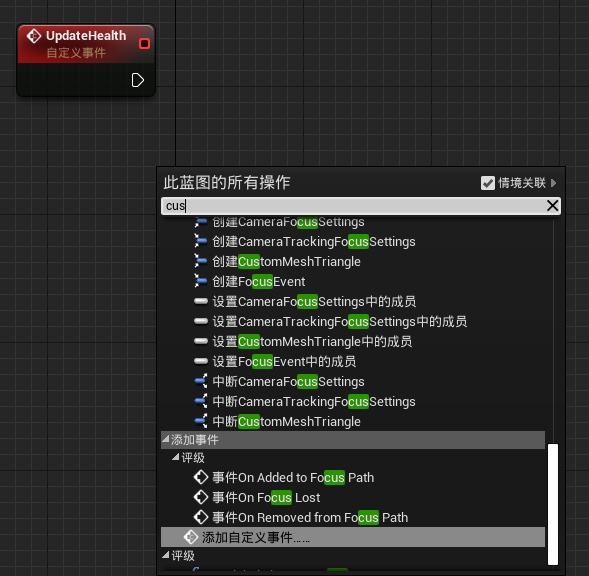 UpdateHealth
自定义事件
此蓝图的所有操作
情境关联
cus
创建CameraFocusSettings
创建CameraTrackingFocusSettings
创建CustomMeshTriangle
创建FocusEvent
设置CameraFocusSettings中的成员
设置CameraTrackingFocusSettings中的成员
设置CustomMeshTriangle中的成员
设置FocusEvent中的成员
中断CameraFocusSettings
中断CameraTrackingFocusSettings
中断CustomMeshTriangle
添加事件
评级
事件On Added to Focus Path
事件On Focus Lost
事件On Removed from Focus Path
添加自定义事件......
评级